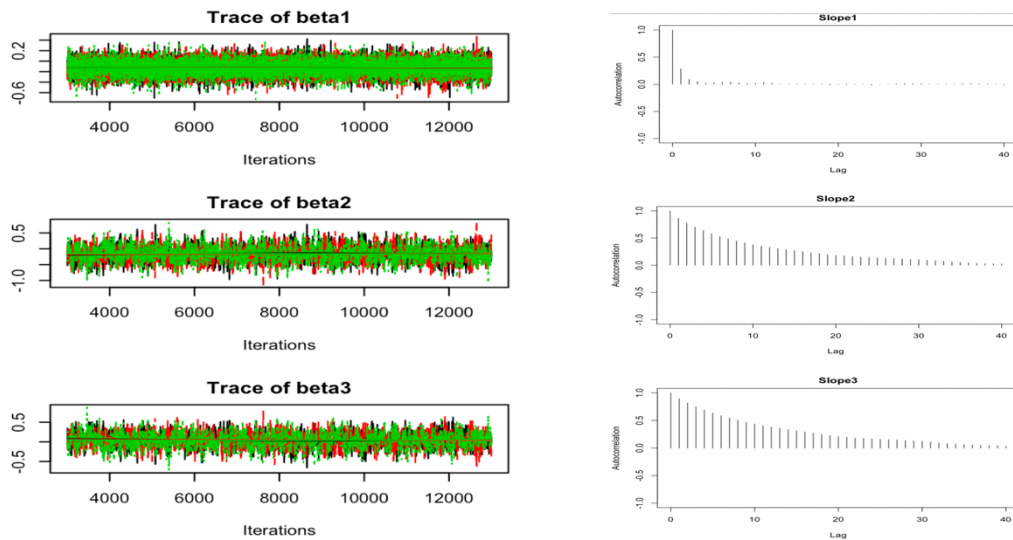 Trace of beta1
0.2
-0.6
4000 6000 8000 10000 12000
Iterations
Trace of beta2
0.5
-1.0
4000 6000 8000 10000 12000
Iterations
Trace of beta3
0.5
-0.5
4000 6000 8000 10000 12000
Iterations
Slope1
Autocorrelation
1.0
0.5
0.0
-0.5
-1.0
0 10 20 30 40
Lag
Slope2
Autocorrelation
1.0
0.5
0.0
-0.5
-1.0
0 10 20 30 40
Lag
Slope3
Autocorrelation
1.0
0.5
0.0
-0.5
-1.0
0 10 20 30 40
Lag